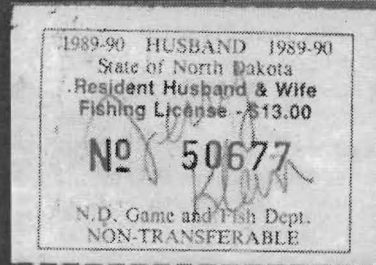 1989-90 HUSBAND 1989-90
State of North Dakota
Resident Husband & Wife
Fishing License - $13.00
Nº 50677
N.D. Game and Fish Dept.
NON-TRANSFERABLE